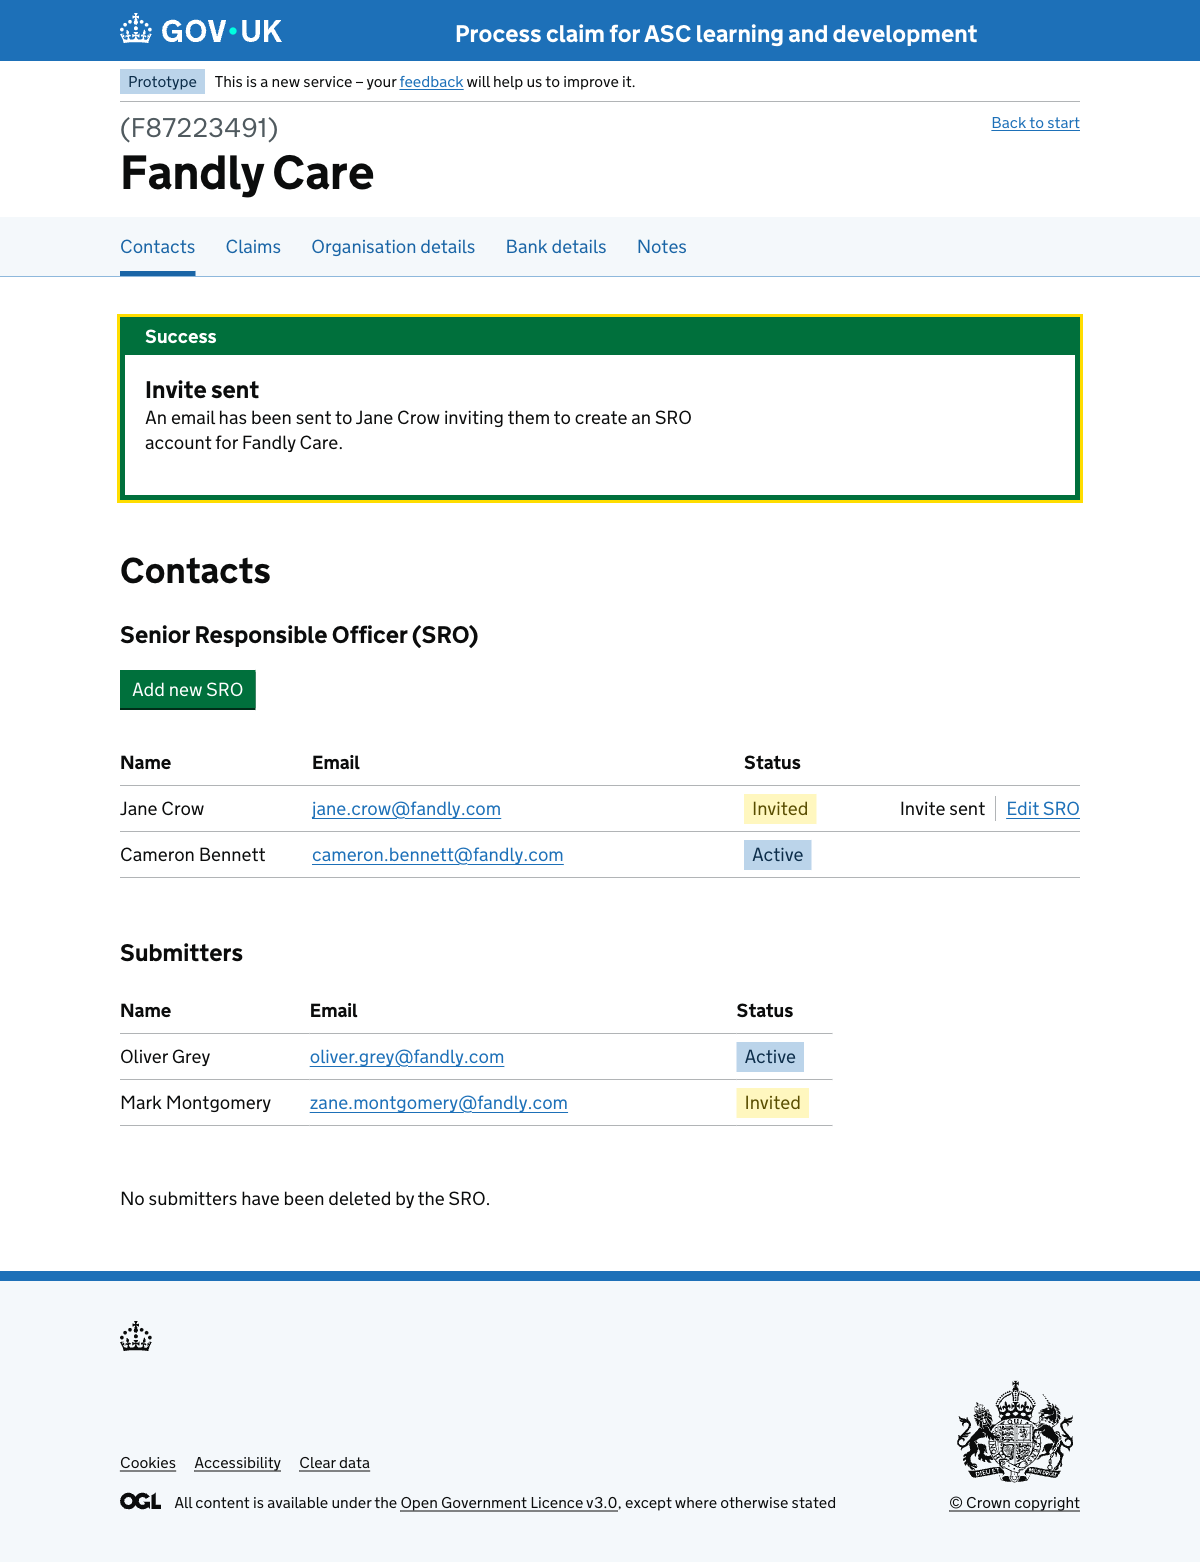 GOV·UK
Process claim for ASC learning and development
Prototype This is a new service – your feedback will help us to improve it.
(F87223491)
Back to start
Fandly Care
Contacts Claims Organisation details Bank details Notes
Success
Invite sent
An email has been sent to Jane Crow inviting them to create an SRO
account for Fandly Care.
Contacts
Senior Responsible Officer (SRO)
Add new SRO
Name Email Status
Jane Crow jane.crow@fandly.com Invited Invite sent Edit SRO
Cameron Bennett cameron.bennett@fandly.com Active
Submitters
Name Email Status
Oliver Grey oliver.grey@fandly.com Active
Mark Montgomery zane.montgomery@fandly.com Invited
No submitters have been deleted by the SRO.
Cookies Accessibility Clear data
OGL All content is available under the Open Government Licence v3.0, except where otherwise stated
© Crown copyright